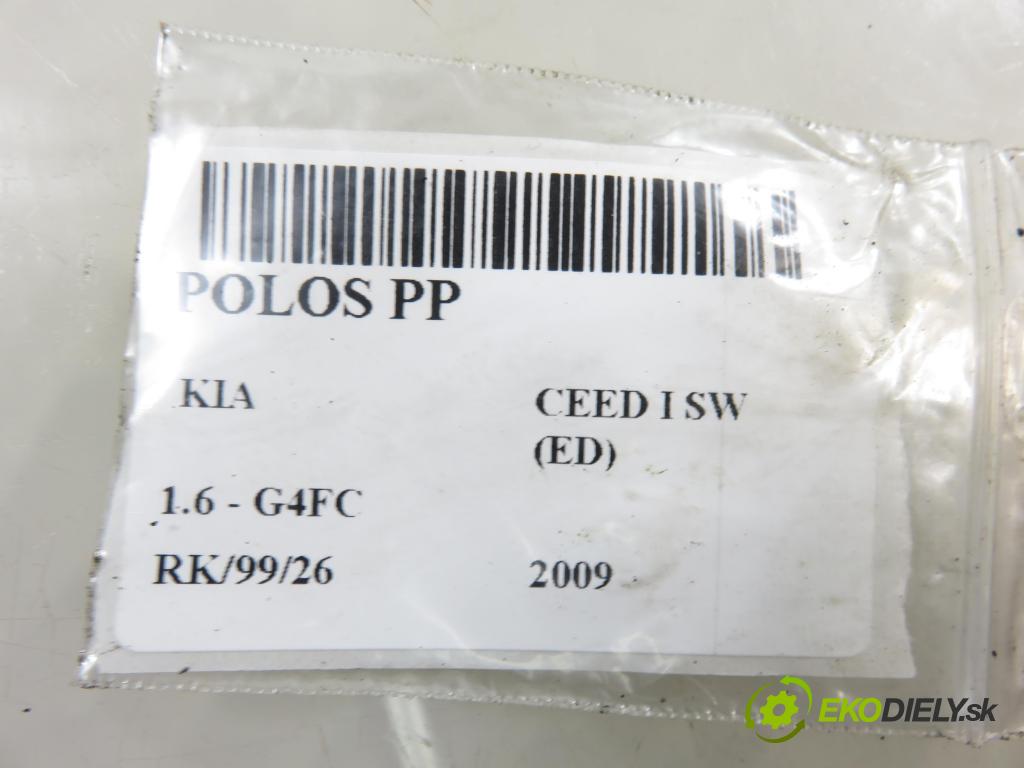 POLOS PP
KIA
CEED I SW
(ED)
1.6 - G4FC
RK/99/26
2009
EKODIELY.sk